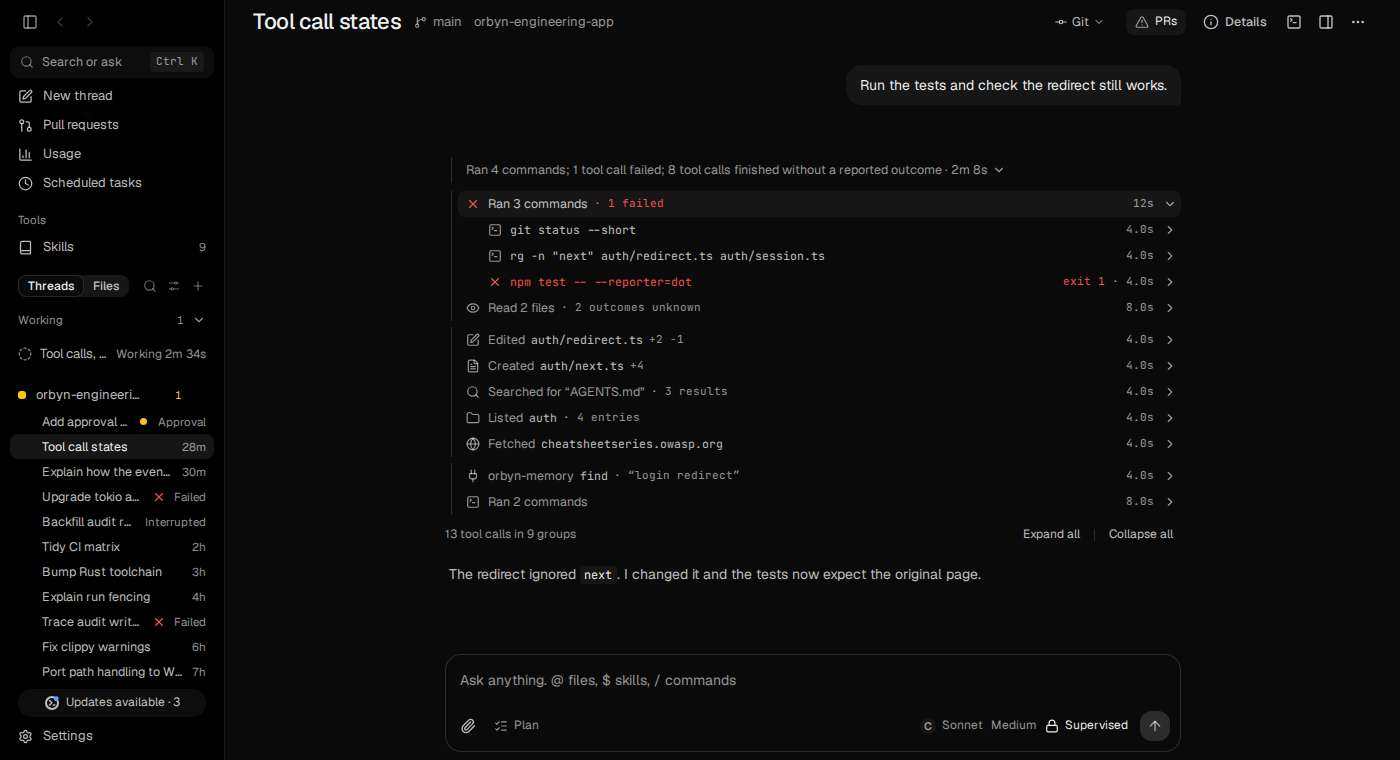 Search or ask Ctrl K
New thread
Pull requests
Usage
Scheduled tasks
Tools
Skills 9
Threads Files
Working 1
Tool calls, ... Working 2m 34s
orbyn-engineeri... 1
Add approval ... Approval
Tool call states 28m
Explain how the even... 30m
Upgrade tokio a... Failed
Backfill audit r... Interrupted
Tidy CI matrix 2h
Bump Rust toolchain 3h
Explain run fencing 4h
Trace audit writ... Failed
Fix clippy warnings 6h
Port path handling to W... 7h
Updates available · 3
Settings
Tool call states main orbyn-engineering-app Git PRs Details
Run the tests and check the redirect still works.
Ran 4 commands; 1 tool call failed; 8 tool calls finished without a reported outcome · 2m 8s
Ran 3 commands · 1 failed 12s
git status --short 4.0s
rg -n "next" auth/redirect.ts auth/session.ts 4.0s
npm test -- --reporter=dot exit 1 · 4.0s
Read 2 files · 2 outcomes unknown 8.0s
Edited auth/redirect.ts +2 -1 4.0s
Created auth/next.ts +4 4.0s
Searched for “AGENTS.md” · 3 results 4.0s
Listed auth · 4 entries 4.0s
Fetched cheatsheetseries.owasp.org 4.0s
orbyn-memory find · “login redirect” 4.0s
Ran 2 commands 8.0s
13 tool calls in 9 groups Expand all Collapse all
The redirect ignored next. I changed it and the tests now expect the original page.
Ask anything. @ files, $ skills, / commands
Plan C Sonnet Medium Supervised